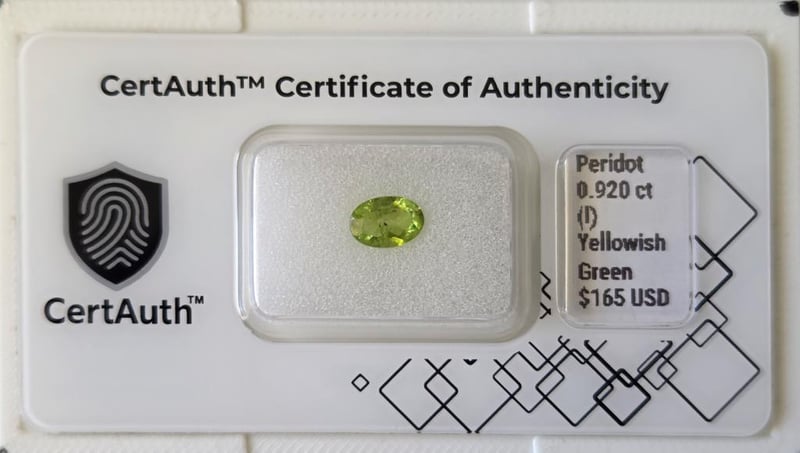 CertAuth™ Certificate of Authenticity
CertAuth™
Peridot
0.920 ct
(I)
Yellowish
Green
$165 USD